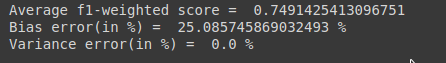 Average f1-weighted score =  0.7491425413096751
Bias error(in %) =  25.085745869032493 %
Variance error(in %) =  0.0 %